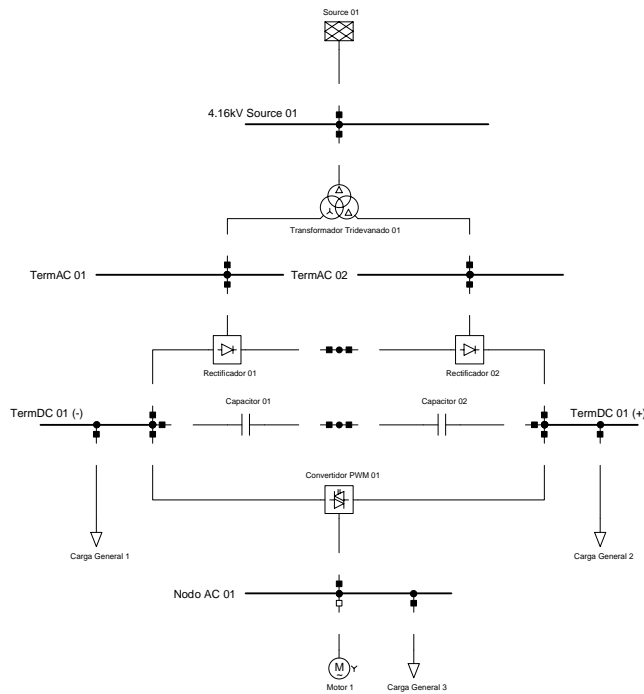 Source 01
4.16kV Source 01
Transformador Tridevanado 01
TermAC 01
TermAC 02
Rectificador 01
Rectificador 02
Capacitor 01
Capacitor 02
TermDC 01 (-)
TermDC 01 (+)
Convertidor PWM 01
Carga General 1
Carga General 2
Nodo AC 01
M
~
Motor 1
Carga General 3